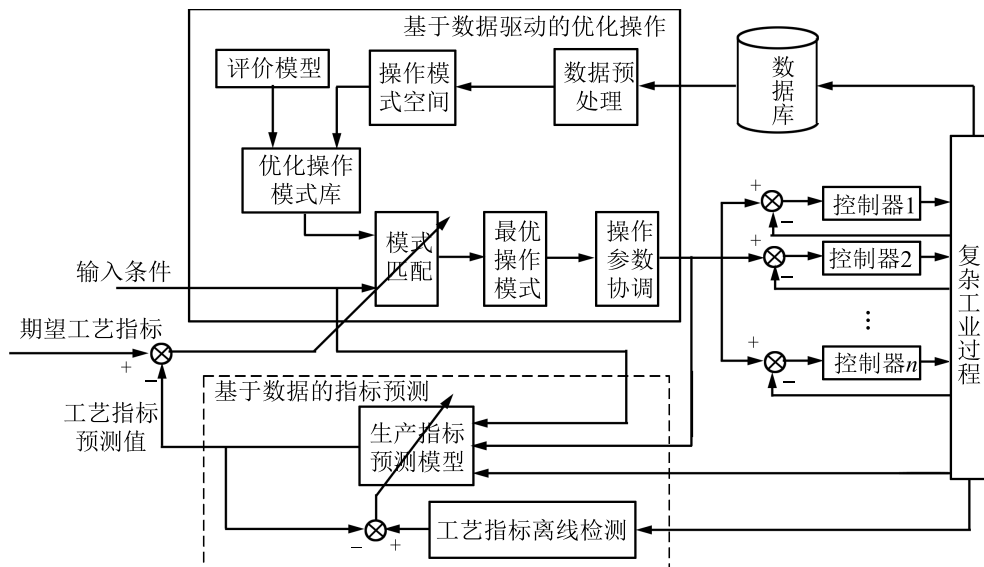 基于数据驱动的优化操作
评价模型
操作模
式空间
数据预
处理
数据库
优化操作
模式库
模式
匹配
最优
操作
模式
操作
参数
协调
+
−
控制器1
+
−
控制器2
⋮
+
−
控制器n
复杂工业过程
输入条件
期望工艺指标
+
−
工艺指标
预测值
基于数据的指标预测
生产指标
预测模型
−
+
工艺指标离线检测